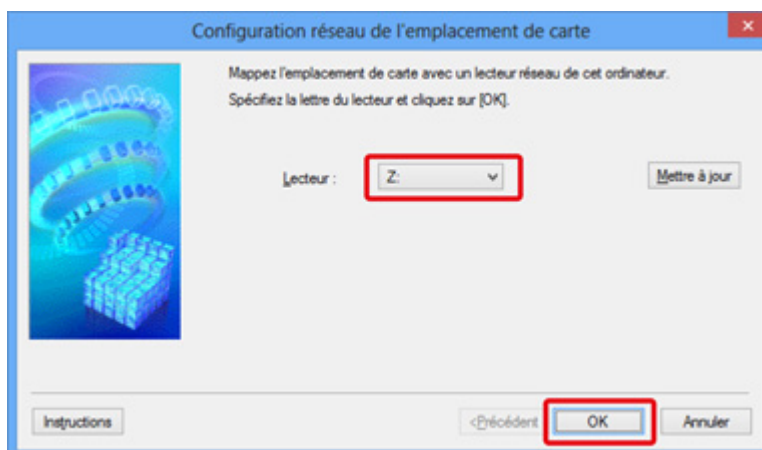 Configuration réseau de l'emplacement de carte
Mappez l'emplacement de carte avec un lecteur réseau de cet ordinateur.
Spécifiez la lettre du lecteur et cliquez sur [OK].
Lecteur : Z: Mettre à jour
Instructions <Précédent OK Annuler